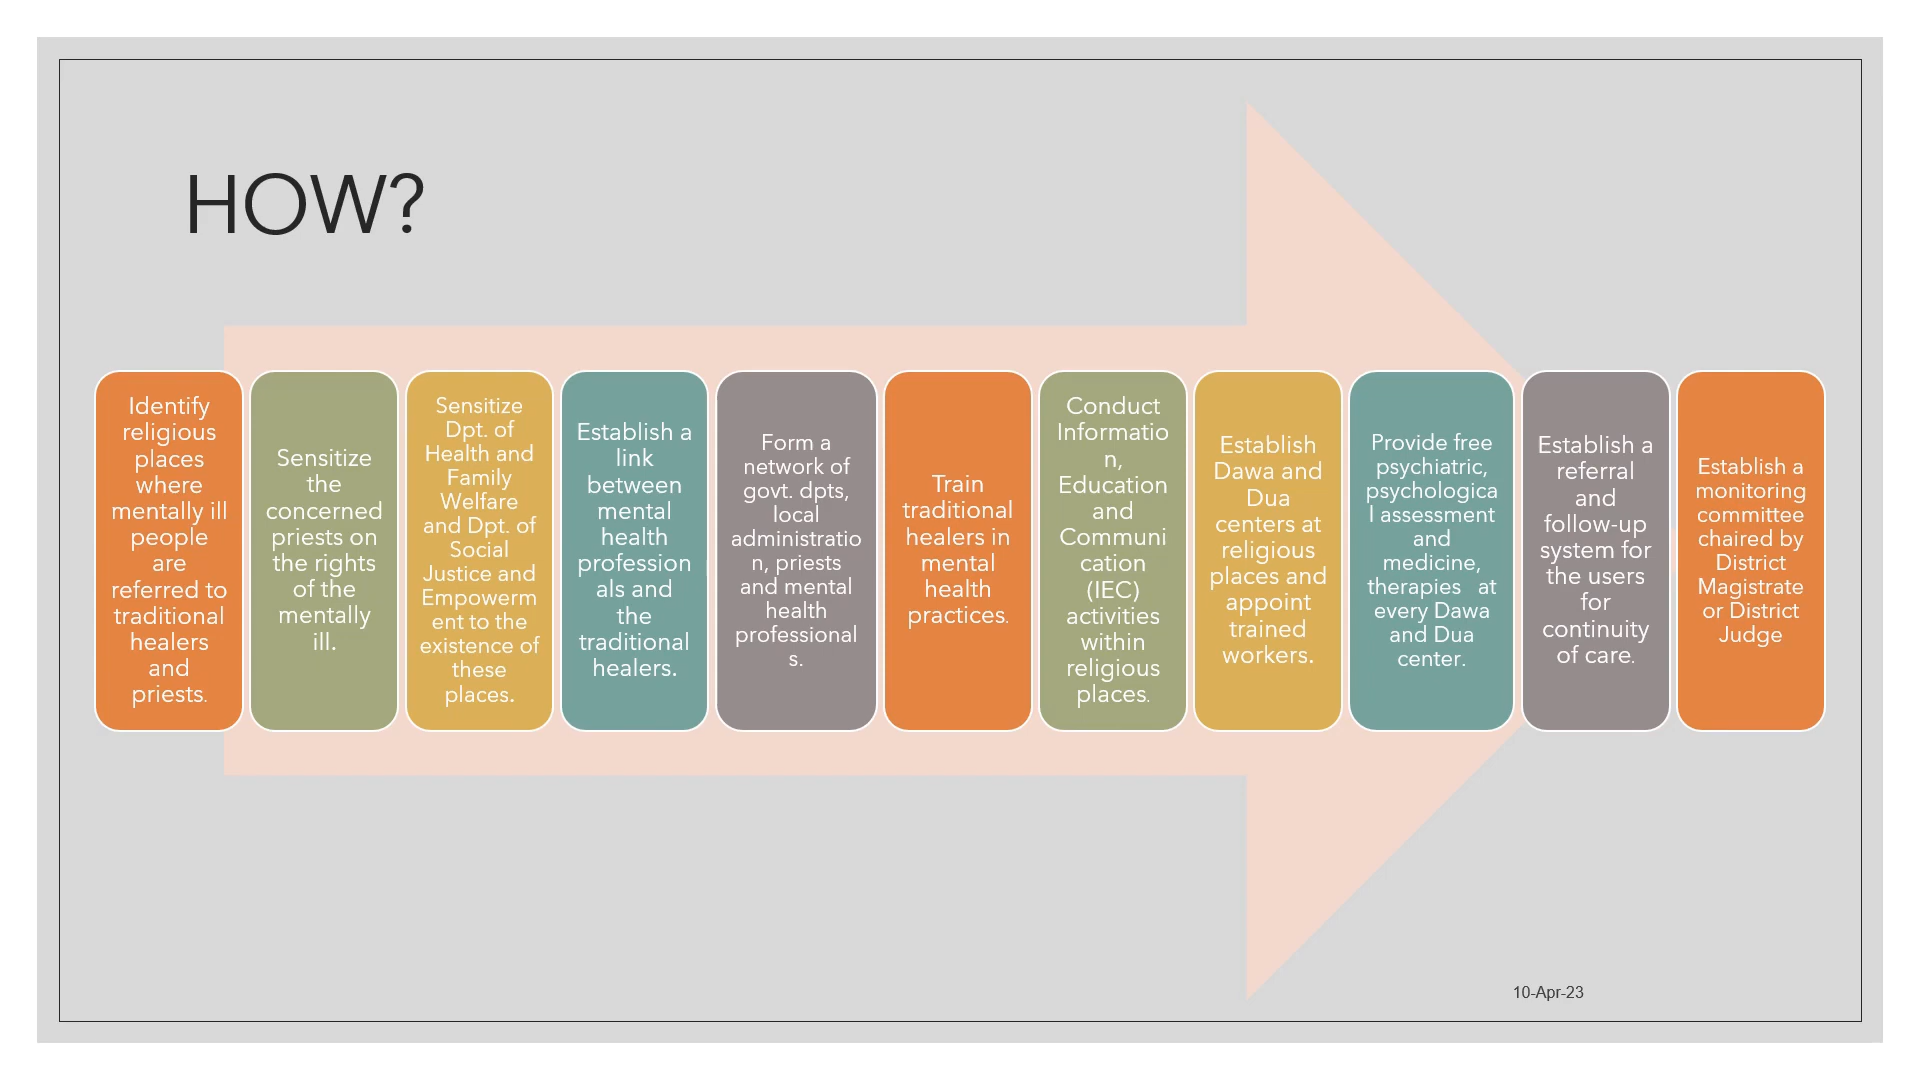 HOW?
Identify
religious
places
where
mentally ill
people
are
referred to
traditional
healers
and
priests.
Sensitize
the
concerned
priests on
the rights
of the
mentally
ill.
Sensitize
Dpt. of
Health and
Family
Welfare
and Dpt. of
Social
Justice and
Empowerm
ent to the
existence of
these
places.
Establish a
link
between
mental
health
profession
als and
the
traditional
healers.
Form a
network of
govt. dpts,
local
administratio
n, priests
and mental
health
professional
s.
Train
traditional
healers in
mental
health
practices.
Conduct
Informatio
n,
Education
and
Communi
cation
(IEC)
activities
within
religious
places.
Establish
Dawa and
Dua
centers at
religious
places and
appoint
trained
workers.
Provide free
psychiatric,
psychologica
l assessment
and
medicine,
therapies at
every Dawa
and Dua
center.
Establish a
referral
and
follow-up
system for
the users
for
continuity
of care.
Establish a
monitoring
committee
chaired by
District
Magistrate
or District
Judge
10-Apr-23